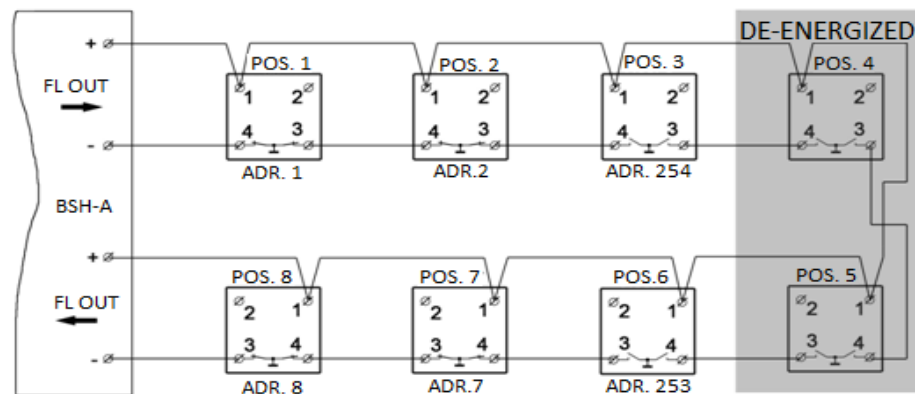 DE-ENERGIZED
+
POS. 1
POS. 2
POS. 3
POS. 4
FL OUT
1 2
1 2
1 2
1 2
4 3
4 3
4 3
4 3
-
ADR. 1
ADR.2
ADR. 254
BSH-A
+
POS. 8
POS. 7
POS.6
POS. 5
FL OUT
2 1
2 1
2 1
2 1
3 4
3 4
3 4
3 4
-
ADR. 8
ADR.7
ADR. 253